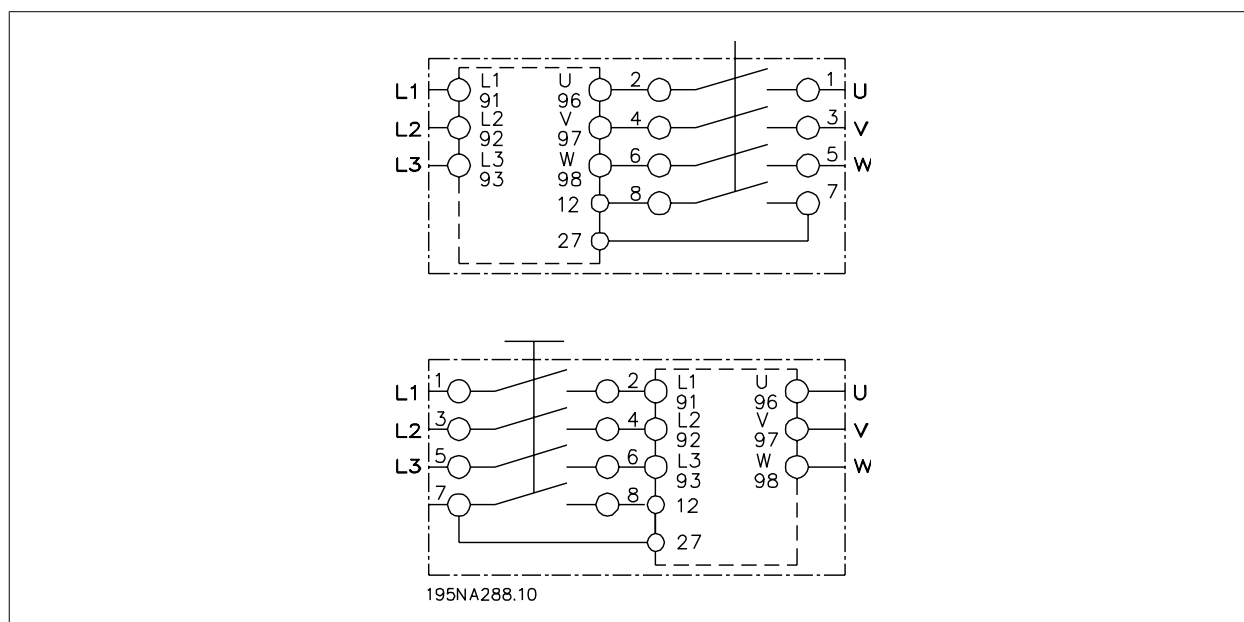 L1 L1 U 2 1 U
91 96
L2 L2 V 4 3 V
92 97
L3 L3 W 6 5 W
93 98
12 8 7
27
L1 1 2 L1 U U
91 96
L2 3 4 L2 V V
92 97
L3 5 6 L3 W W
93 98
7 8 12
27
195NA288.10